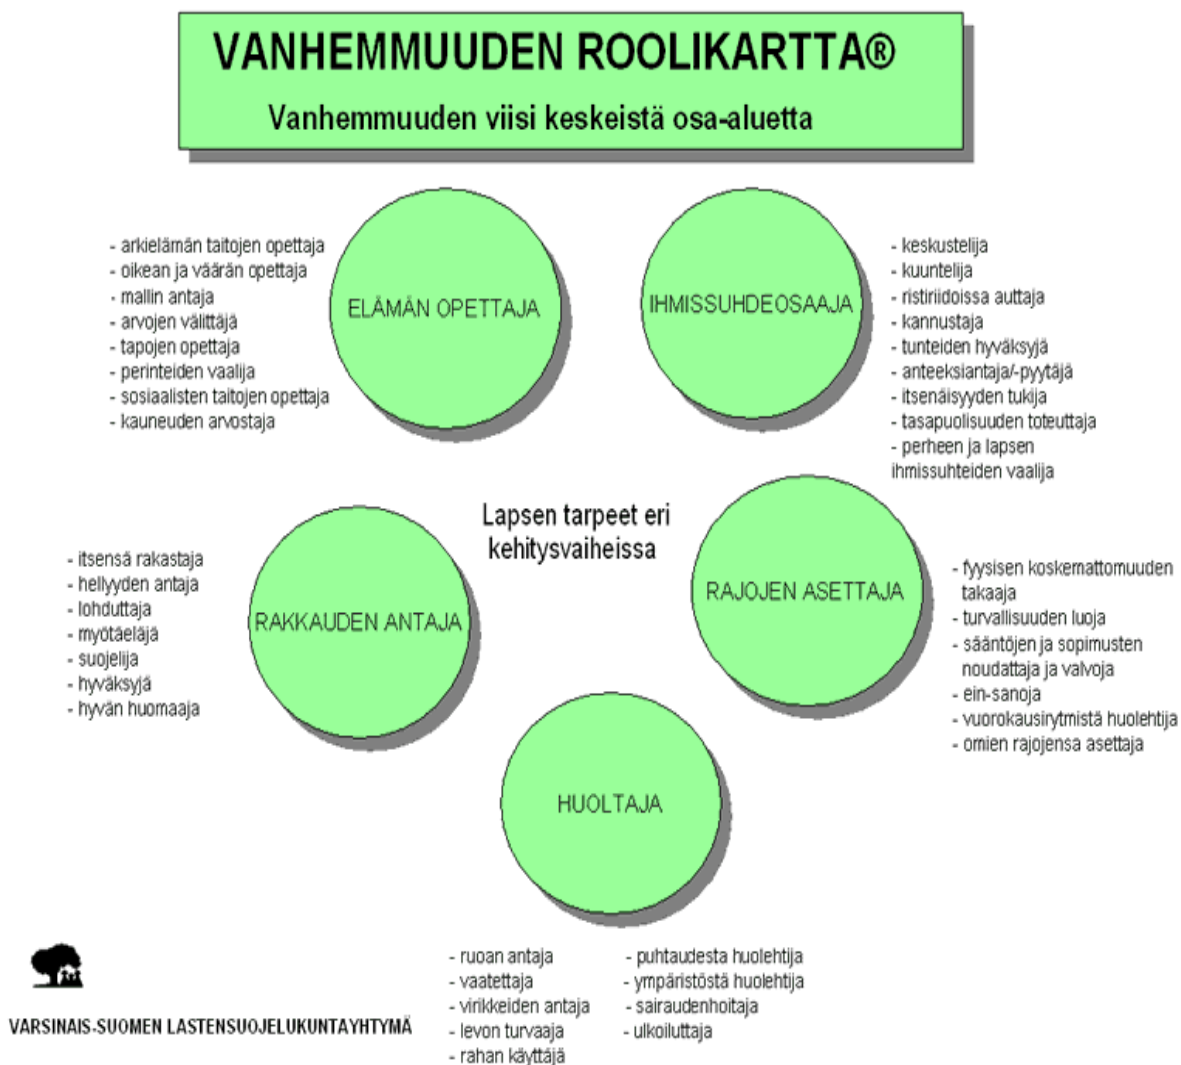 VANHEMMUUDEN ROOLIKARTTA®
Vanhemmuuden viisi keskeistä osa-aluetta
- arkielämän taitojen opettaja
- oikean ja väärän opettaja
- mallin antaja
- arvojen välittäjä
- tapojen opettaja
- perinteiden vaalija
- sosiaalisten taitojen opettaja
- kauneuden arvostaja
ELÄMÄN OPETTAJA
IHMISSUHDEOSAAJA
- keskustelija
- kuuntelija
- ristiriidoissa auttaja
- kannustaja
- tunteiden hyväksyjä
- anteeksiantaja/-pyytäjä
- itsenäisyyden tukija
- tasapuolisuuden toteuttaja
- perheen ja lapsen
ihmissuhteiden vaalija
Lapsen tarpeet eri
kehitysvaiheissa
- itsensä rakastaja
- hellyyden antaja
- lohduttaja
- myötäeläjä
- suojelija
- hyväksyjä
- hyvän huomaaja
RAKKAUDEN ANTAJA
RAJOJEN ASETTAJA
- fyysisen koskemattomuuden
takaaja
- turvallisuuden luoja
- sääntöjen ja sopimusten
noudattaja ja valvoja
- ein-sanoja
- vuorokausirytmistä huolehtija
- omien rajojensa asettaja
HUOLTAJA
- ruoan antaja
- vaatettaja
- virikkeiden antaja
- levon turvaaja
- rahan käyttäjä
- puhtaudesta huolehtija
- ympäristöstä huolehtija
- sairaudenhoitaja
- ulkoiluttaja
VARSINAIS-SUOMEN LASTENSUOJELUKUNTAYHTYMÄ